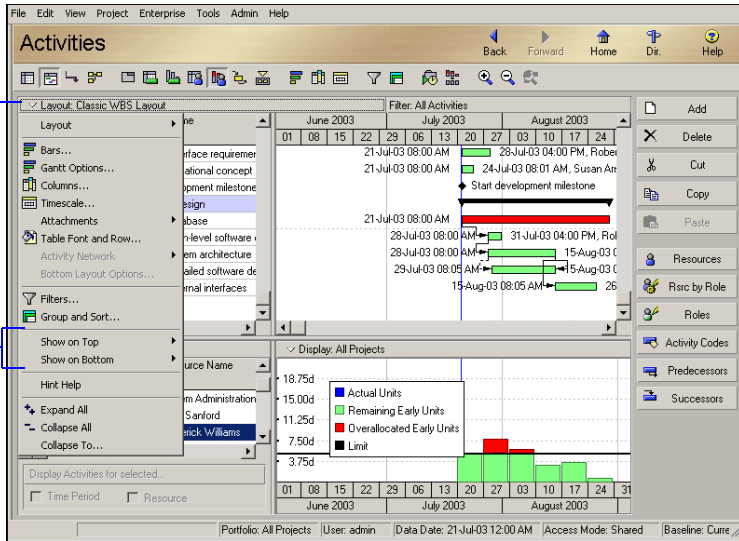 File Edit View Project Enterprise Tools Admin Help
Activities
Back Forward Home Dir. Help
Layout: Classic WBS Layout
Filter: All Activities
Layout
Bars...
Gantt Options...
Columns...
Timescale...
Attachments
Table Font and Row...
Activity Network
Bottom Layout Options...
Filters...
Group and Sort...
Show on Top
Show on Bottom
Hint Help
Expand All
Collapse All
Collapse To...
June 2003 July 2003 August 2003
01 08 15 22 29 06 13 20 27 03 10 17 24
21-Jul-03 08:00 AM 28-Jul-03 04:00 PM, Rober
21-Jul-03 08:00 AM 24-Jul-03 08:01 AM, Susan
Start development milestone
21-Jul-03 08:00 AM
28-Jul-03 08:00 AM 31-Jul-03 04:00 PM, Rol
28-Jul-03 08:00 AM 15-Aug-03
29-Jul-03 08:05 AM 15-Aug-03
15-Aug-03 08:05 AM 26
Add
Delete
Cut
Copy
Paste
Resources
Rsrc by Role
Roles
Activity Codes
Predecessors
Successors
Display: All Projects
18.75d
15.00d
11.25d
7.50d
3.75d
Actual Units
Remaining Early Units
Overallocated Early Units
Limit
01 08 15 22 29 06 13 20 27 03 10 17 24 31
June 2003 July 2003 August 2003
Display Activities for selected...
Time Period Resource
Portfolio: All Projects User: admin Data Date: 21-Jul-03 12:00 AM Access Mode: Shared Baseline: Curre